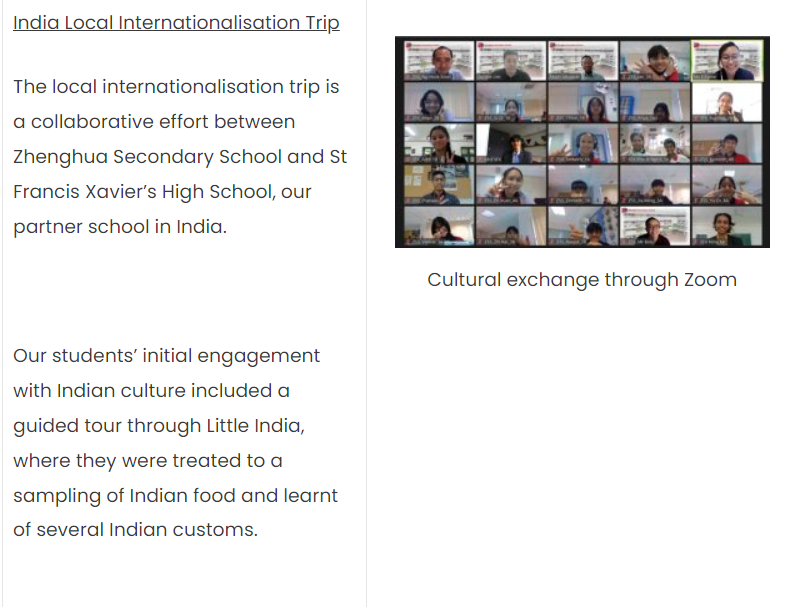 India Local Internationalisation Trip
The local internationalisation trip is
a collaborative effort between
Zhenghua Secondary School and St
Francis Xavier’s High School, our
partner school in India.
Our students’ initial engagement
with Indian culture included a
guided tour through Little India,
where they were treated to a
sampling of Indian food and learnt
of several Indian customs.
Cultural exchange through Zoom